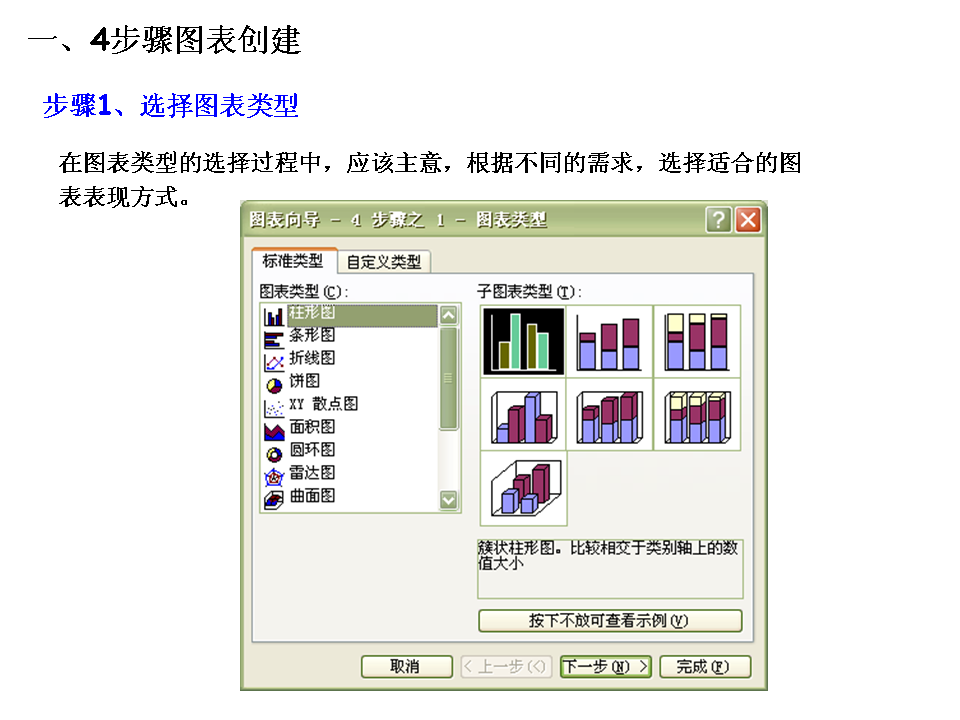 一、4步骤图表创建
步骤1、选择图表类型
在图表类型的选择过程中，应该主意，根据不同的需求，选择适合的图
表表现方式。
图表向导 - 4 步骤之 1 - 图表类型
标准类型 自定义类型
图表类型(C): 子图表类型(T):
柱形图
条形图
折线图
饼图
XY 散点图
面积图
圆环图
雷达图
曲面图
簇状柱形图。比较相交于类别轴上的数
值大小
按下不放可查看示例(V)
取消 < 上一步(<) 下一步(N) > 完成(F)